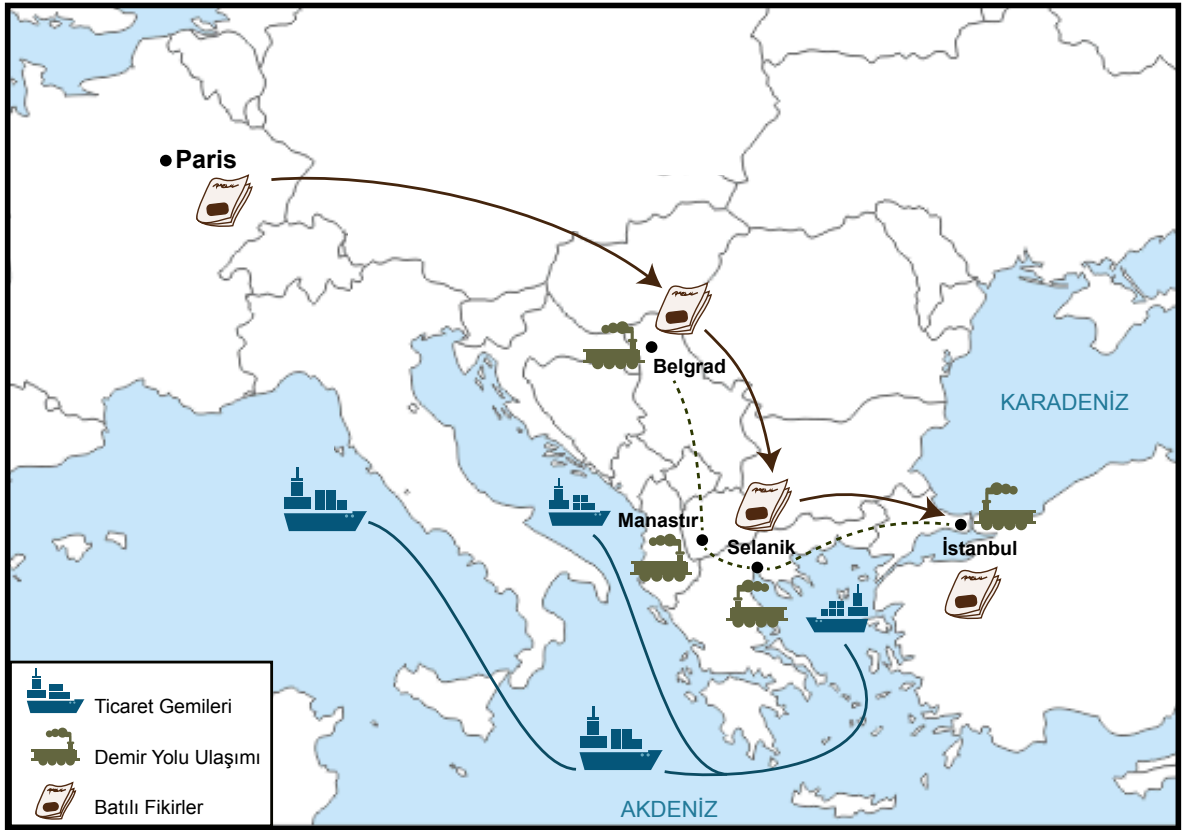 Paris
Belgrad
KARADENİZ
Manastır
Selanik
İstanbul
Ticaret Gemileri
Demir Yolu Ulaşımı
Batılı Fikirler
AKDENİZ